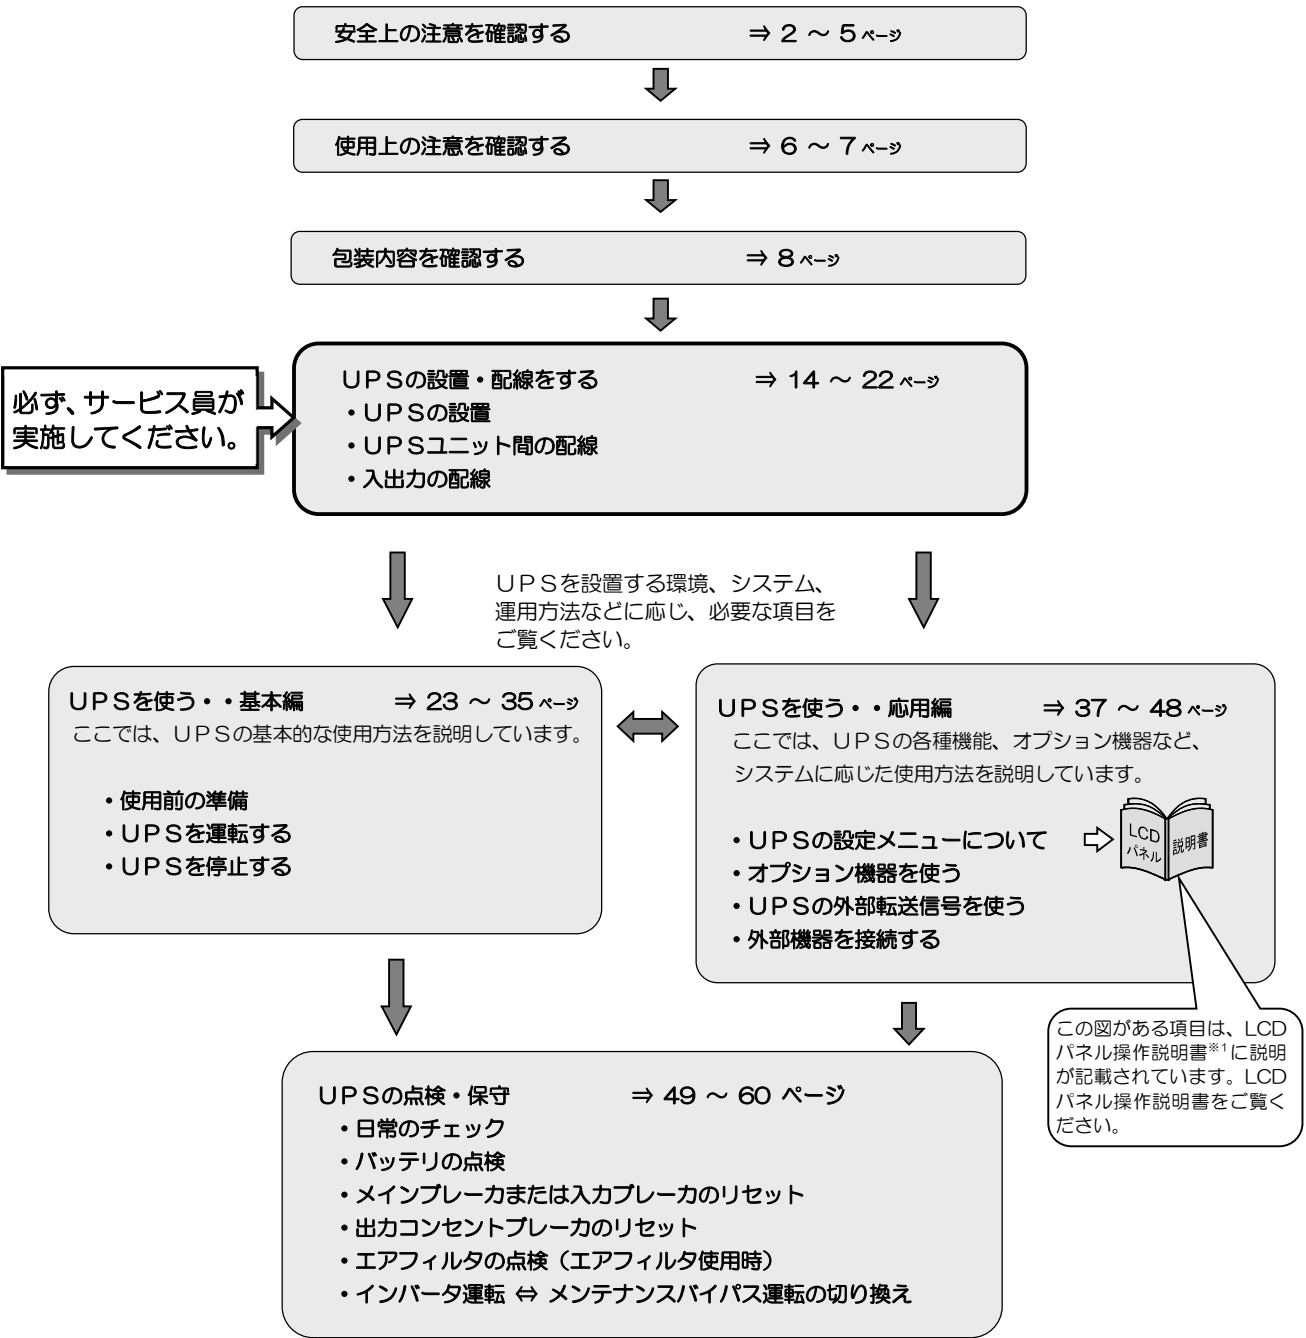 安全上の注意を確認する ⇒ 2 ～ 5 ページ
使用上の注意を確認する ⇒ 6 ～ 7 ページ
包装内容を確認する ⇒ 8 ページ
必ず、サービス員が
実施してください。
ＵＰＳの設置・配線をする ⇒ 14 ～ 22 ページ
・ＵＰＳの設置
・ＵＰＳユニット間の配線
・入出力の配線
ＵＰＳを設置する環境、システム、
運用方法などに応じ、必要な項目を
ご覧ください。
ＵＰＳを使う・・基本編 ⇒ 23 ～ 35 ページ
ここでは、ＵＰＳの基本的な使用方法を説明しています。
・使用前の準備
・ＵＰＳを運転する
・ＵＰＳを停止する
ＵＰＳを使う・・応用編 ⇒ 37 ～ 48 ページ
ここでは、ＵＰＳの各種機能、オプション機器など、
システムに応じた使用方法を説明しています。
・ＵＰＳの設定メニューについて ⇨
LCD
パネル
説明書
・オプション機器を使う
・ＵＰＳの外部転送信号を使う
・外部機器を接続する
この図がある項目は、LCD
パネル操作説明書※1に説明
が記載されています。LCD
パネル操作説明書をご覧く
ださい。
ＵＰＳの点検・保守 ⇒ 49 ～ 60 ページ
・日常のチェック
・バッテリの点検
・メインブレーカまたは入力ブレーカのリセット
・出力コンセントブレーカのリセット
・エアフィルタの点検（エアフィルタ使用時）
・インバータ運転 ⇔ メンテナンスバイパス運転の切り換え